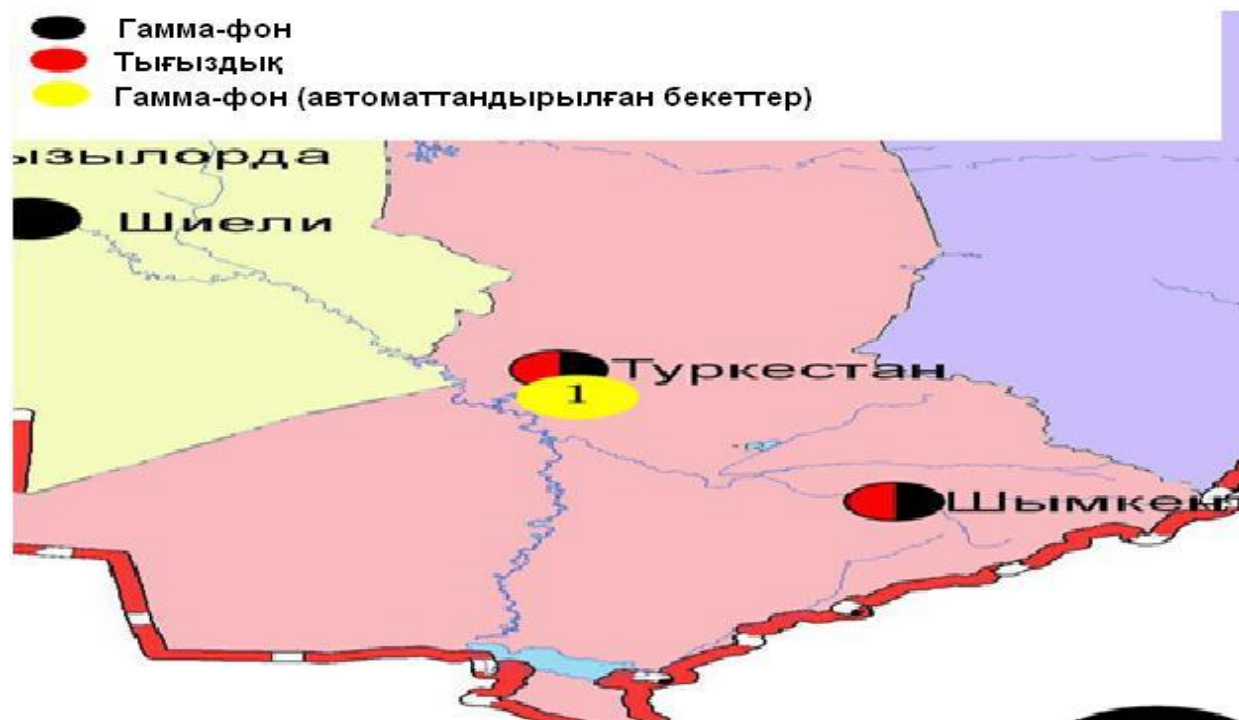 Гамма-фон
Тығыздық
Гамма-фон (автоматтандырылған бекеттер)
ызылорда
Шиели
Туркестан
1
Шымкент